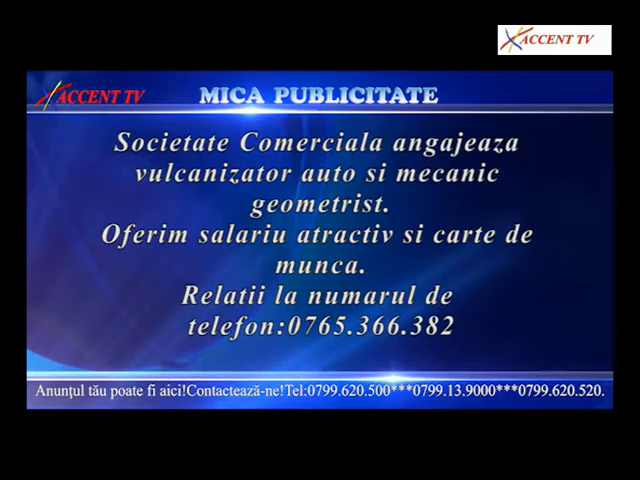 ACCENT TV
ACCENT TV
MICA PUBLICITATE
Societate Comerciala angajeaza
vulcanizator auto si mecanic
geometrist.
Oferim salariu atractiv si carte de
munca.
Relatii la numarul de
telefon:0765.366.382
Anunțul tău poate fi aici!Contactează-ne!Tel:0799.620.500***0799.13.9000***0799.620.520.